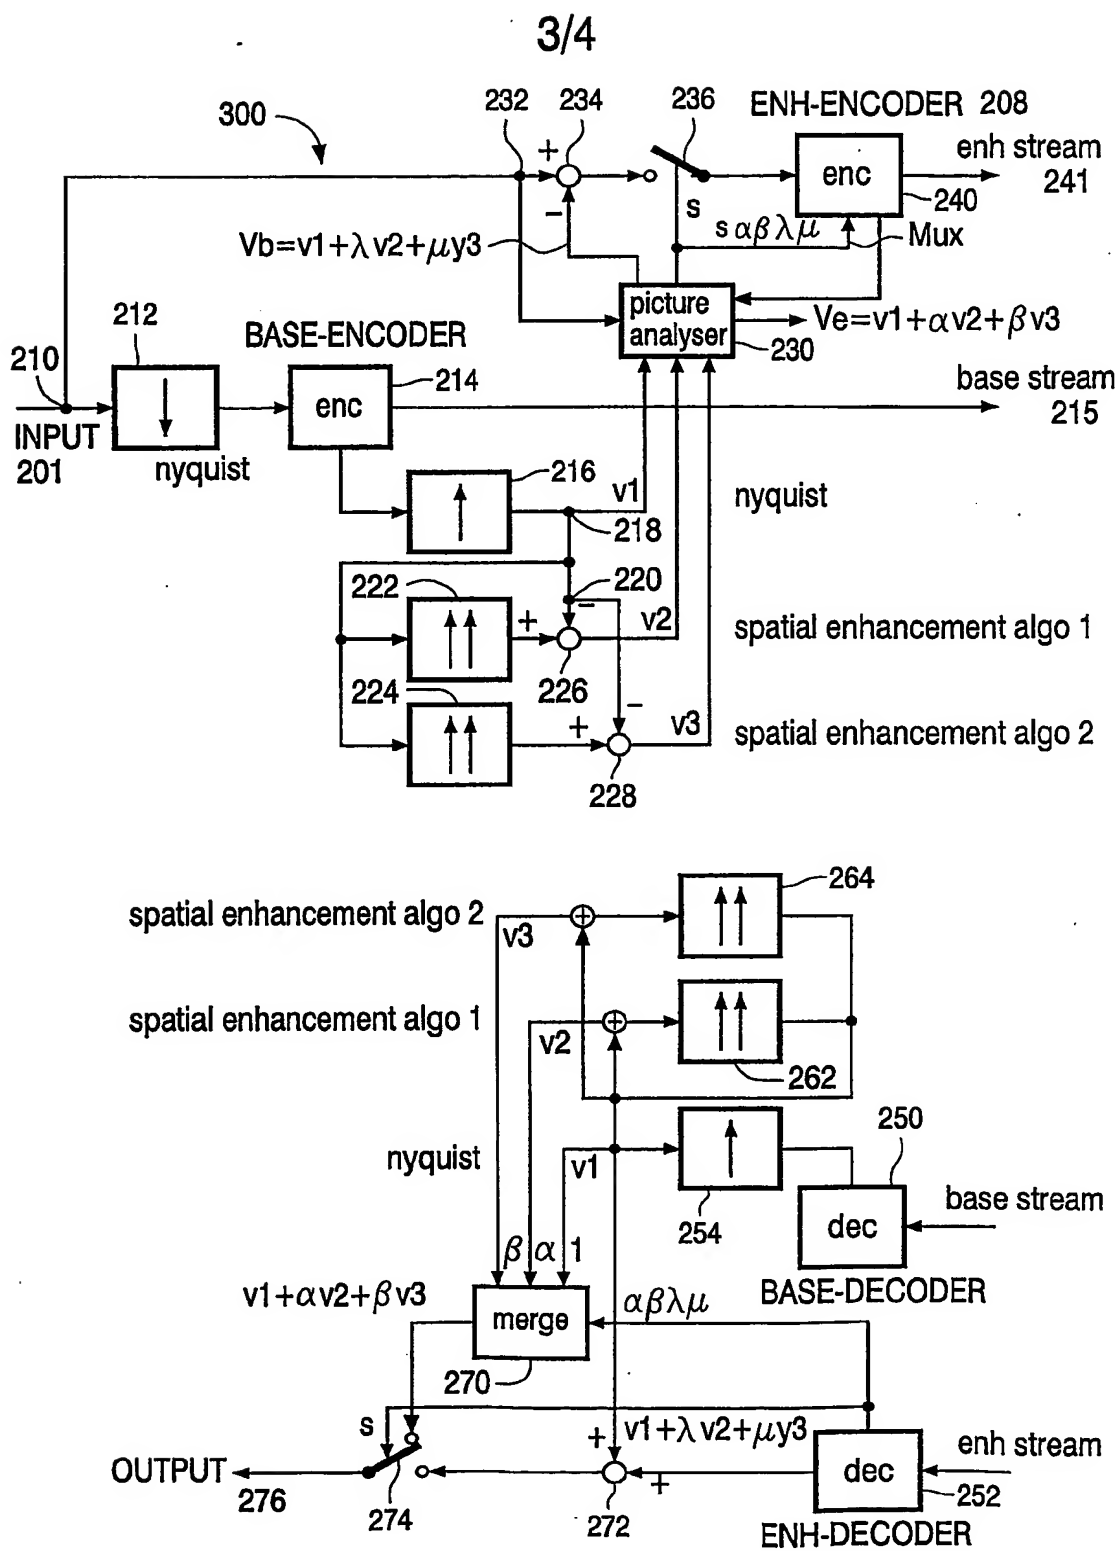 3/4
300
232
234
236
ENH-ENCODER 208
+
enc
enh stream
241
240
s
−
s αβλμ
Mux
Vb=v1+λv2+μy3
picture
analyser
230
Ve=v1+αv2+βv3
212
BASE-ENCODER
210
214
enc
base stream
215
INPUT
201
nyquist
216
v1
218
nyquist
222
220
−
+
v2
226
spatial enhancement algo 1
224
−
+
v3
228
spatial enhancement algo 2
264
spatial enhancement algo 2
v3
+
spatial enhancement algo 1
v2
+
262
250
nyquist
v1
254
dec
base stream
BASE-DECODER
β α 1
v1+αv2+βv3
merge
αβλμ
270
s
+
v1+λv2+μy3
enh stream
OUTPUT
276
274
272
+
dec
252
ENH-DECODER